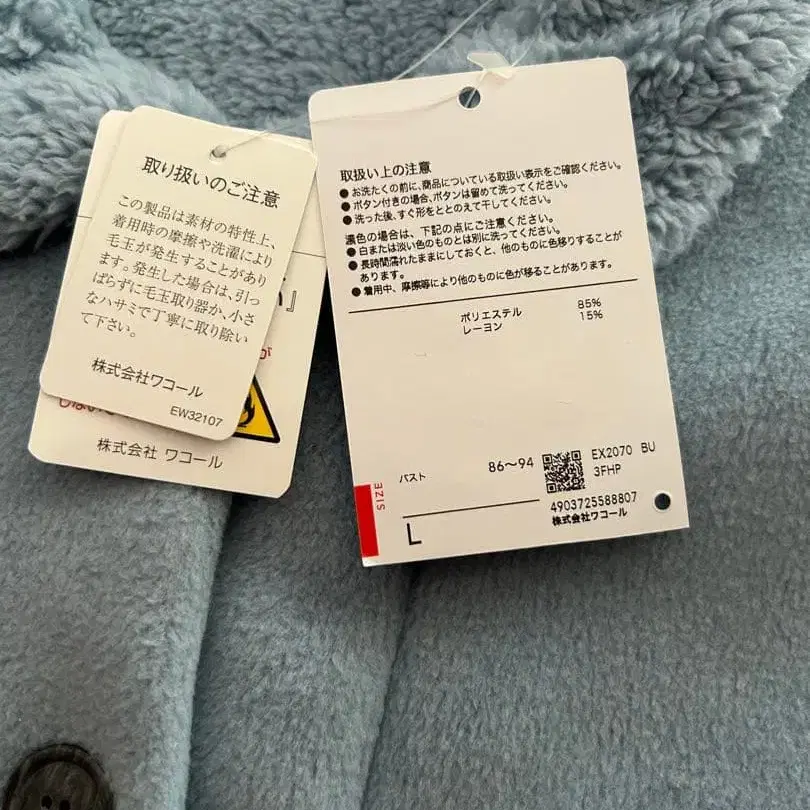 取り扱いのご注意
この製品は素材の特性上、
着用時の摩擦や洗濯により
毛玉が発生することがあり
ます。発生した場合は、引っ
ぱらずに毛玉取り器か、小さ
なハサミで丁寧に取り除い
て下さい。
株式会社ワコール
EW32107
』
が
株式会社 ワコール
取扱い上の注意
●お洗たくの前に、商品についている取扱い表示をご確認ください。
●ボタン付きの場合、ボタンは留めて洗ってください。
●洗った後、すぐ形をととのえて干してください。
濃色の場合は、下記の点にご注意ください。
●白または淡い色のものとは別に洗ってください。
●長時間濡れたままにしておくと、他のものに色移りすることが
あります。
●着用中、摩擦等により他のものに色が移ることがあります。
ポリエステル 85%
レーヨン 15%
SIZE
バスト 86～94
L
EX2070 BU
3FHP
4903725588807
株式会社ワコール